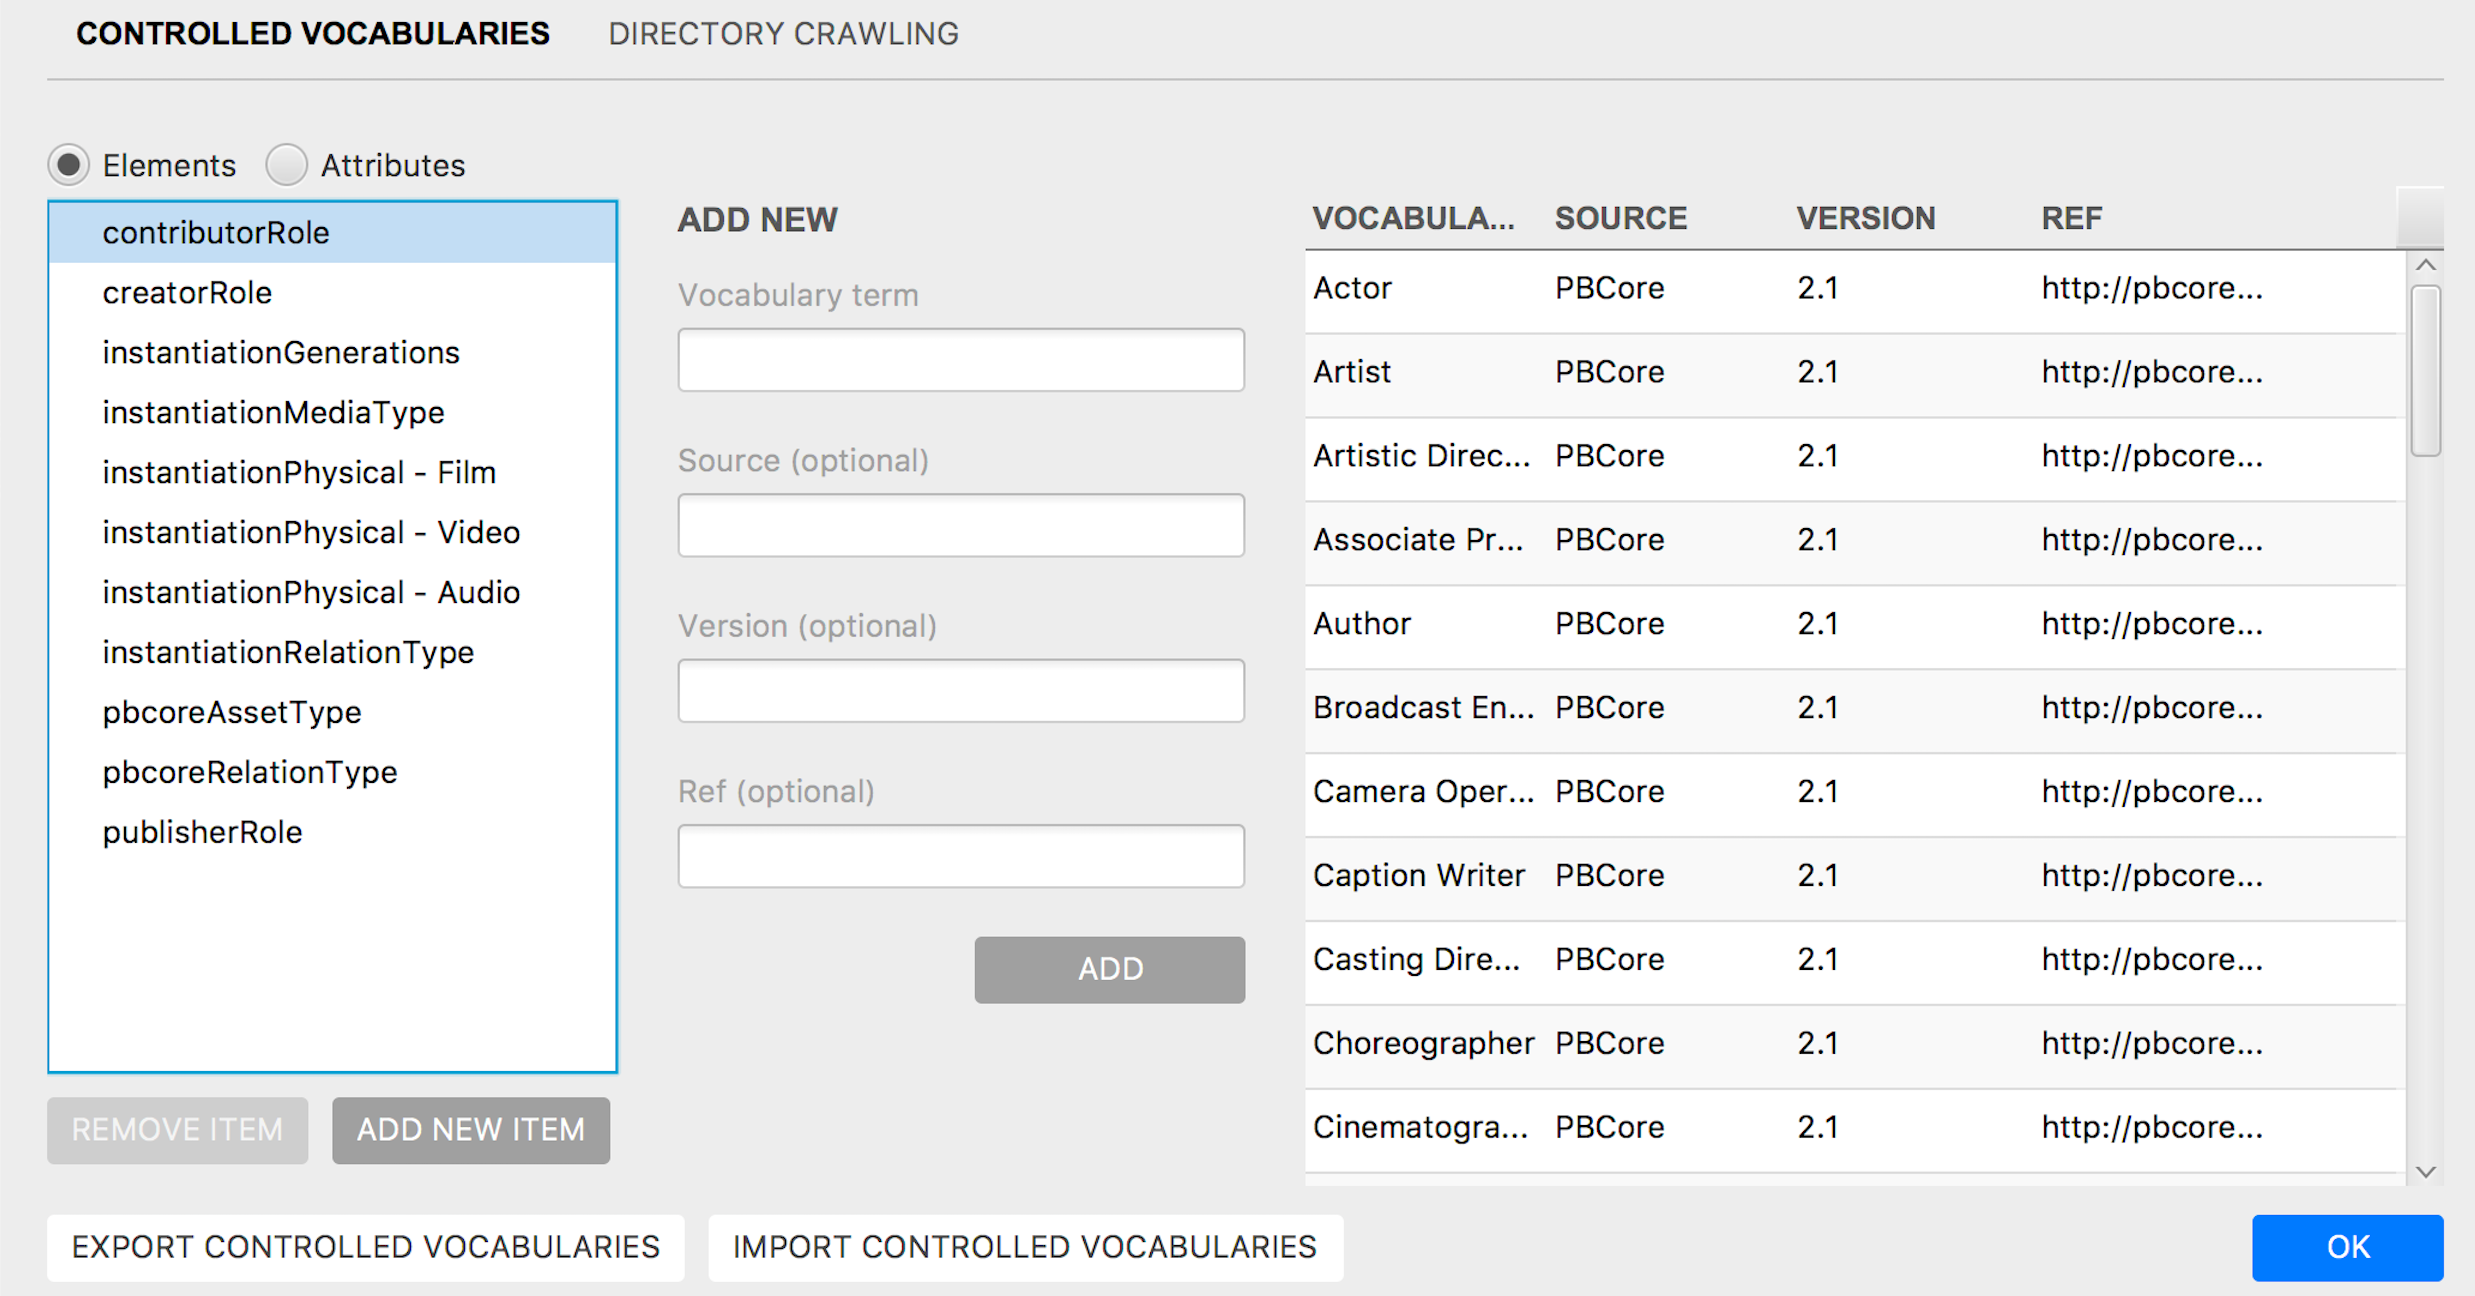 CONTROLLED VOCABULARIES DIRECTORY CRAWLING
Elements Attributes
contributorRole
creatorRole
instantiationGenerations
instantiationMediaType
instantiationPhysical - Film
instantiationPhysical - Video
instantiationPhysical - Audio
instantiationRelationType
pbcoreAssetType
pbcoreRelationType
publisherRole
REMOVE ITEM ADD NEW ITEM
ADD NEW
Vocabulary term
Source (optional)
Version (optional)
Ref (optional)
ADD
VOCABULA... SOURCE VERSION REF
Actor PBCore 2.1 http://pbcore...
Artist PBCore 2.1 http://pbcore...
Artistic Direc... PBCore 2.1 http://pbcore...
Associate Pr... PBCore 2.1 http://pbcore...
Author PBCore 2.1 http://pbcore...
Broadcast En... PBCore 2.1 http://pbcore...
Camera Oper... PBCore 2.1 http://pbcore...
Caption Writer PBCore 2.1 http://pbcore...
Casting Dire... PBCore 2.1 http://pbcore...
Choreographer PBCore 2.1 http://pbcore...
Cinematogra... PBCore 2.1 http://pbcore...
EXPORT CONTROLLED VOCABULARIES IMPORT CONTROLLED VOCABULARIES OK